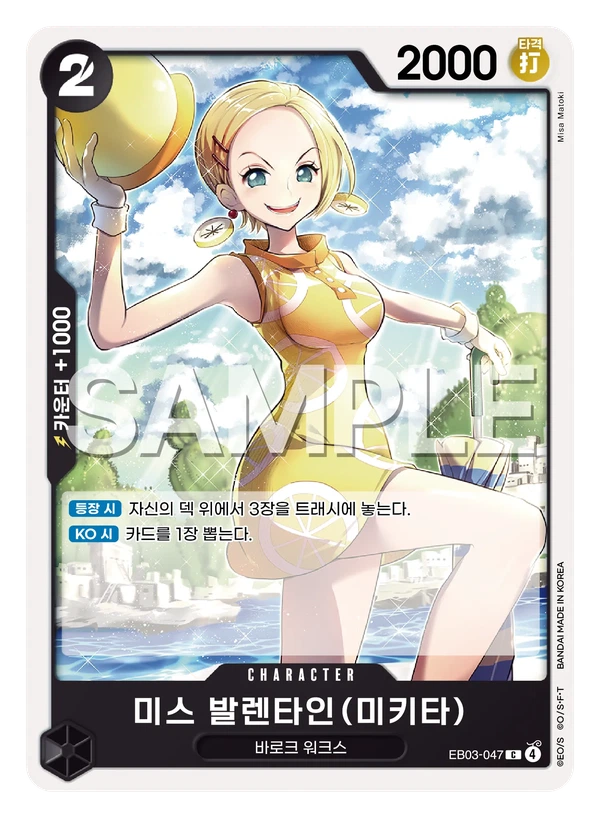 2
2000
타격
打
Misa Matoki
카운터 +1000
SAMPLE
등장 시 자신의 덱 위에서 3장을 트래시에 놓는다.
KO 시 카드를 1장 뽑는다.
CHARACTER
미스 발렌타인(미키타)
바로크 워크스
EB03-047 C 4
©EO/S ©O/S·F·T BANDAI MADE IN KOREA